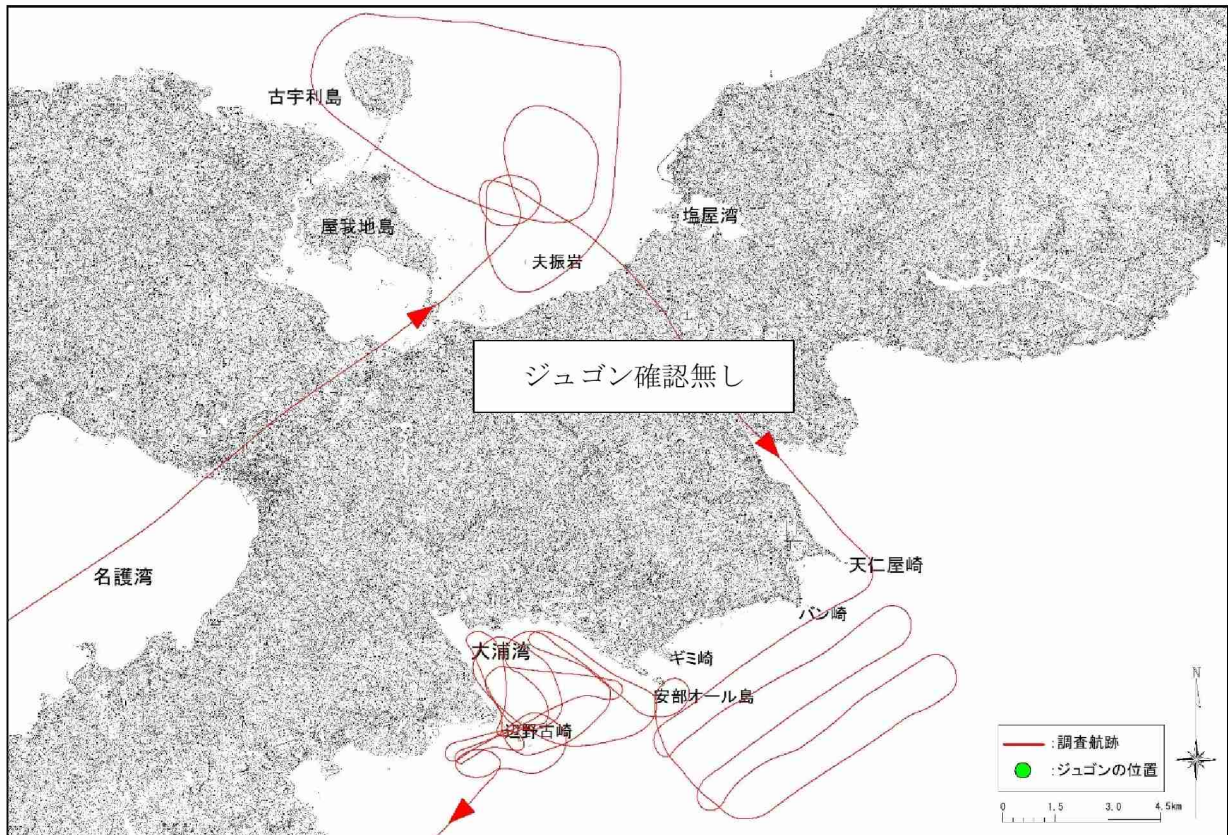 古宇利島
屋我地島
塩屋湾
夫振岩
ジュゴン確認無し
名護湾
天仁屋崎
バン崎
大浦湾
ギミ崎
安部オール島
辺野古崎
N
:調査航跡
:ジュゴンの位置
0 1.5 3.0 4.5km